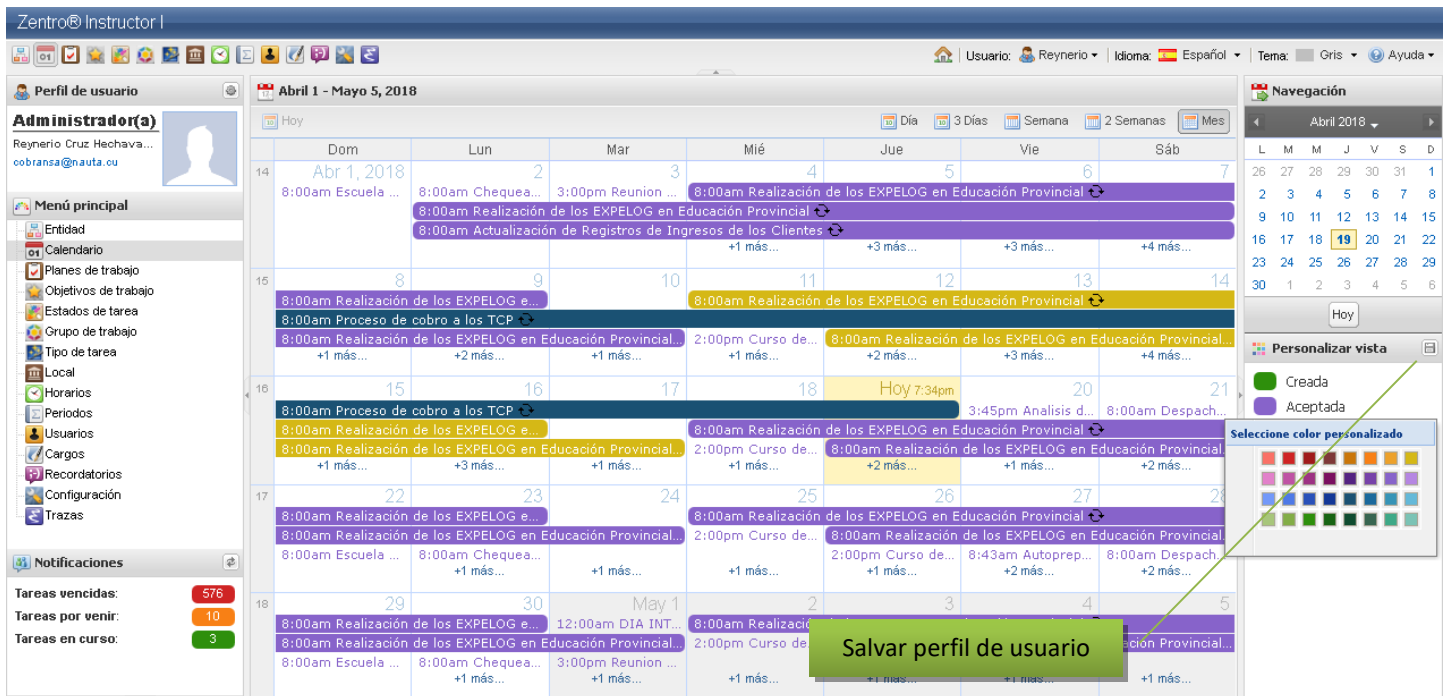 Zentro® Instructor I
Usuario: Reynerio Idioma: Español Tema: Gris Ayuda
Perfil de usuario
Administrador(a)
Reynerio Cruz Hechava...
cobransa@nauta.cu
Menú principal
Entidad
Calendario
Planes de trabajo
Objetivos de trabajo
Estados de tarea
Grupo de trabajo
Tipo de tarea
Local
Horarios
Periodos
Usuarios
Cargos
Recordatorios
Configuración
Trazas
Notificaciones
Tareas vencidas: 576
Tareas por venir: 10
Tareas en curso: 3
Abril 1 - Mayo 5, 2018
Hoy Día 3 Días Semana 2 Semanas Mes
Dom Lun Mar Mié Jue Vie Sáb
14 Abr 1, 2018 2 3 4 5 6 7
8:00am Escuela ... 8:00am Chequea... 3:00pm Reunion ... 8:00am Realización de los EXPELOG en Educación Provincial
8:00am Realización de los EXPELOG en Educación Provincial
8:00am Actualización de Registros de Ingresos de los Clientes
+1 más... +3 más... +3 más... +4 más...
15 8 9 10 11 12 13 14
8:00am Realización de los EXPELOG e... 8:00am Realización de los EXPELOG en Educación Provincial
8:00am Proceso de cobro a los TCP
8:00am Realización de los EXPELOG en Educación Provincial... 2:00pm Curso de... 8:00am Realización de los EXPELOG en Educación Provincial...
+1 más... +2 más... +1 más... +1 más... +2 más... +3 más... +4 más...
16 15 16 17 18 Hoy 7:34pm 20 21
8:00am Proceso de cobro a los TCP 3:45pm Analisis d... 8:00am Despach...
8:00am Realización de los EXPELOG e... 8:00am Realización de los EXPELOG en Educación Provincial
8:00am Realización de los EXPELOG en Educación Provincial... 2:00pm Curso de... 8:00am Realización de los EXPELOG en Educación Provincial...
+1 más... +3 más... +1 más... +1 más... +2 más... +1 más... +2 más...
17 22 23 24 25 26 27 28
8:00am Realización de los EXPELOG e... 8:00am Realización de los EXPELOG en Educación Provincial
8:00am Realización de los EXPELOG en Educación Provincial... 2:00pm Curso de... 8:00am Realización de los EXPELOG en Educación Provincial...
8:00am Escuela ... 8:00am Chequea... 2:00pm Curso de... 8:43am Autoprep... 8:00am Despach...
+1 más... +1 más... +1 más... +1 más... +2 más... +2 más...
18 29 30 May 1 2 3 4 5
8:00am Realización de los EXPELOG e... 12:00am DIA INT... 8:00am
8:00am Realización de los EXPELOG en Educación Provincial... 2:00pm Curso de Provincial...
8:00am Escuela ... 8:00am Chequea... 3:00pm Reunion ...
+1 más... +1 más... +1 más... +1 más... +1 más... +1 más...
Salvar perfil de usuario
Navegación
Abril 2018
L M M J V S D
26 27 28 29 30 31 1
2 3 4 5 6 7 8
9 10 11 12 13 14 15
16 17 18 19 20 21 22
23 24 25 26 27 28 29
30 1 2 3 4 5 6
Hoy
Personalizar vista
Creada
Aceptada
Seleccione color personalizado